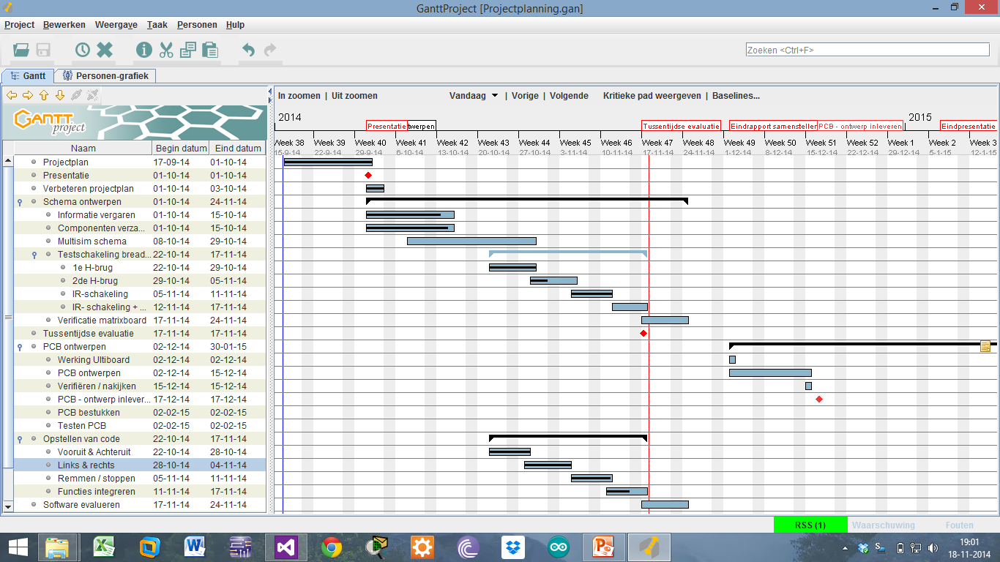 GanttProject [Projectplanning.gan]
Project Bewerken Weergave Taak Personen Hulp
Zoeken <Ctrl+F>
Gantt Personen-grafiek
In zoomen | Uit zoomen Vandaag | Vorige | Volgende Kritieke pad weergeven | Baselines...
GANTT project
2014 2015
Presentatie twerpen Tussentijdse evaluatie Eindrapport samensteller PCB - ontwerp inleveren Eindpresentatie
Week 38 Week 39 Week 40 Week 41 Week 42 Week 43 Week 44 Week 45 Week 46 Week 47 Week 48 Week 49 Week 50 Week 51 Week 52 Week 1 Week 2 Week 3
15-9-14 22-9-14 29-9-14 6-10-14 13-10-14 20-10-14 27-10-14 3-11-14 10-11-14 17-11-14 24-11-14 1-12-14 8-12-14 15-12-14 22-12-14 29-12-14 5-1-15 12-1-15
Naam Begin datum Eind datum
Projectplan 17-09-14 01-10-14
Presentatie 01-10-14 01-10-14
Verbeteren projectplan 01-10-14 03-10-14
Schema ontwerpen 01-10-14 24-11-14
Informatie vergaren 01-10-14 15-10-14
Componenten verza... 01-10-14 15-10-14
Multisim schema 08-10-14 29-10-14
Testschakeling bread... 22-10-14 17-11-14
1e H-brug 22-10-14 29-10-14
2de H-brug 29-10-14 05-11-14
IR-schakeling 05-11-14 11-11-14
IR- schakeling + ... 12-11-14 17-11-14
Verificatie matrixboard 17-11-14 24-11-14
Tussentijdse evaluatie 17-11-14 17-11-14
PCB ontwerpen 02-12-14 30-01-15
Werking Ultiboard 02-12-14 02-12-14
PCB ontwerpen 02-12-14 15-12-14
Verifiëren / nakijken 15-12-14 15-12-14
PCB - ontwerp inlever... 17-12-14 17-12-14
PCB bestukken 02-02-15 02-02-15
Testen PCB 02-02-15 02-02-15
Opstellen van code 22-10-14 17-11-14
Vooruit & Achteruit 22-10-14 28-10-14
Links & rechts 28-10-14 04-11-14
Remmen / stoppen 05-11-14 11-11-14
Functies integreren 11-11-14 17-11-14
Software evalueren 17-11-14 24-11-14
RSS (1) Waarschuwing Fouten
19:01
18-11-2014